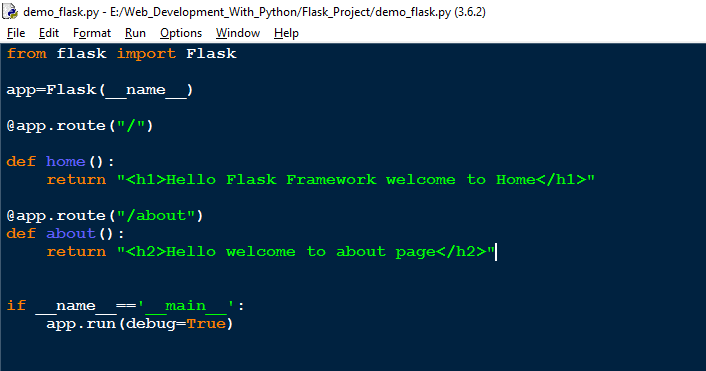 demo_flask.py - E:/Web_Development_With_Python/Flask_Project/demo_flask.py (3.6.2)
File Edit Format Run Options Window Help
from flask import Flask
app=Flask(__name__)
@app.route("/")
def home():
    return "<h1>Hello Flask Framework welcome to Home</h1>"
@app.route("/about")
def about():
    return "<h2>Hello welcome to about page</h2>"
if __name__=='__main__':
    app.run(debug=True)